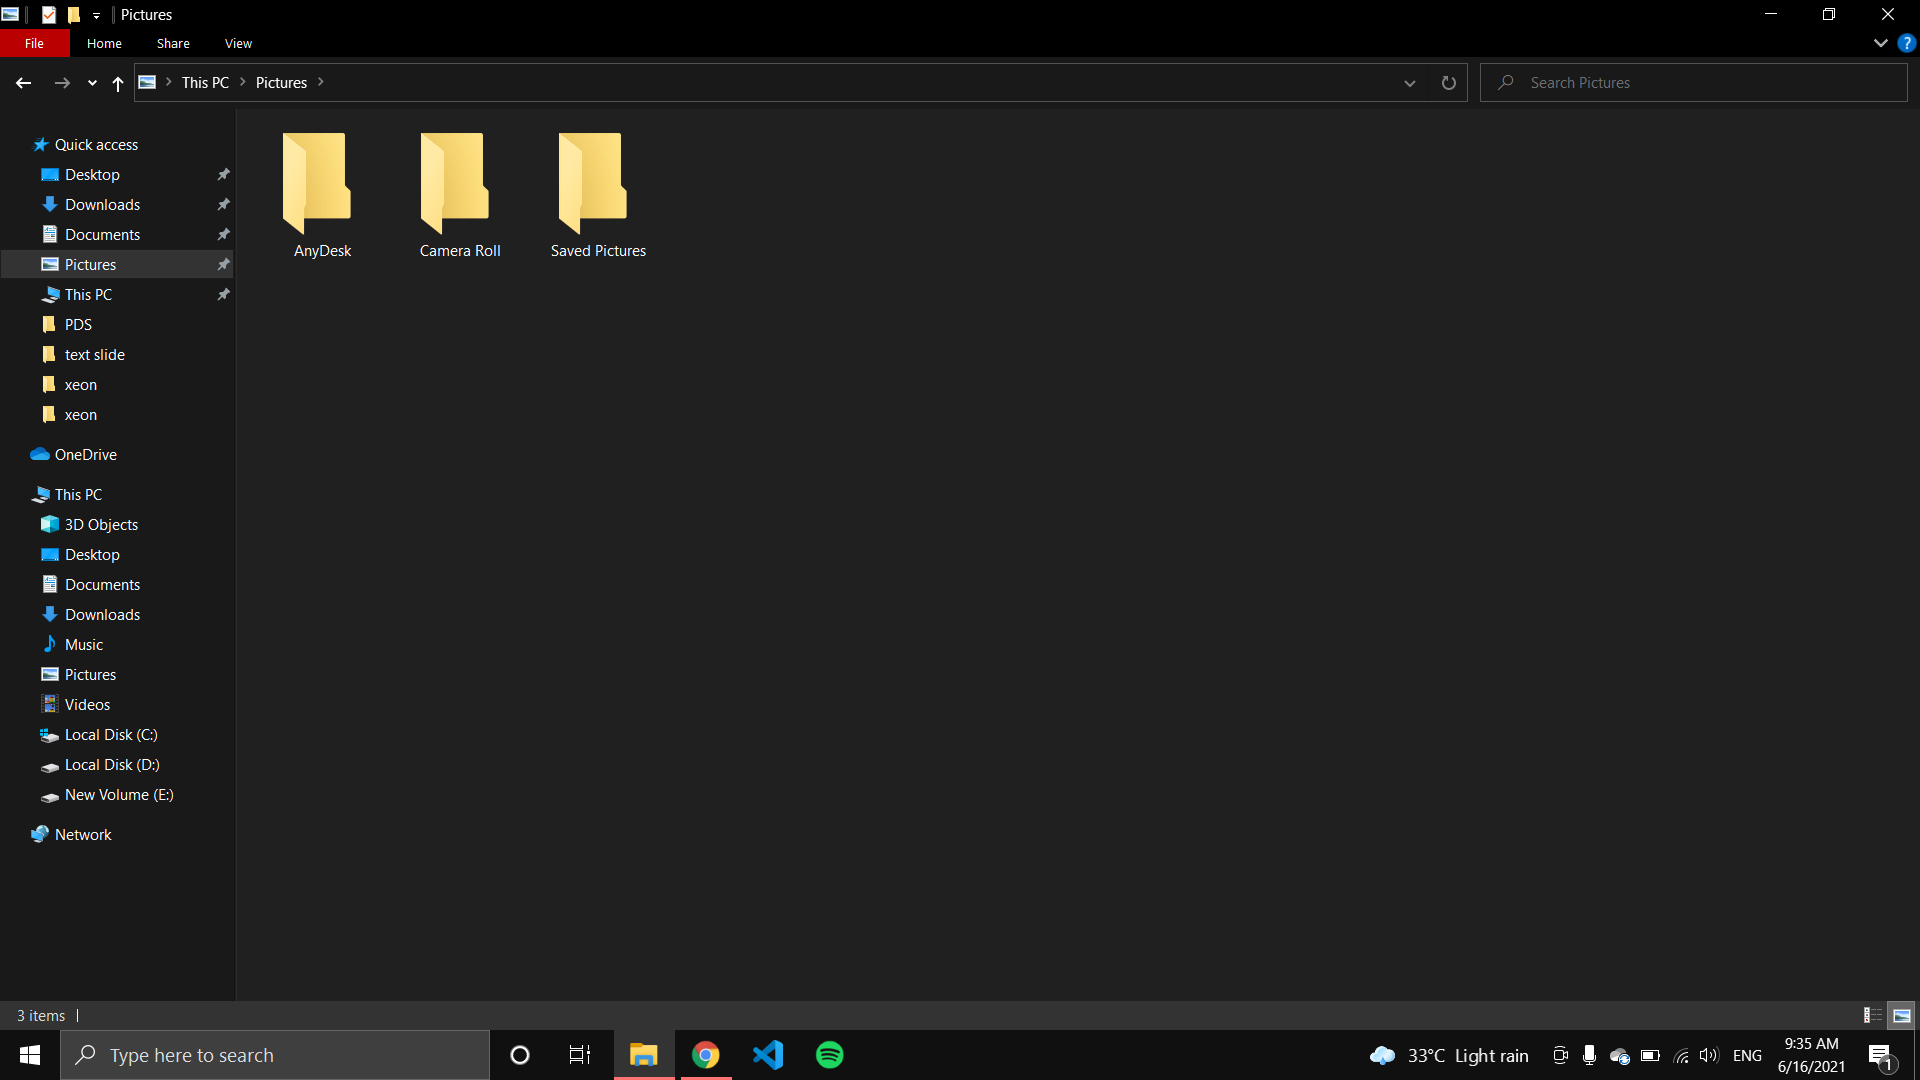 Pictures
File Home Share View
?
This PC Pictures
Search Pictures
Quick access
Desktop
Downloads
Documents
Pictures
This PC
PDS
text slide
xeon
xeon
OneDrive
This PC
3D Objects
Desktop
Documents
Downloads
Music
Pictures
Videos
Local Disk (C:)
Local Disk (D:)
New Volume (E:)
Network
AnyDesk
Camera Roll
Saved Pictures
3 items
Type here to search
33°C Light rain
ENG
9:35 AM
6/16/2021
1